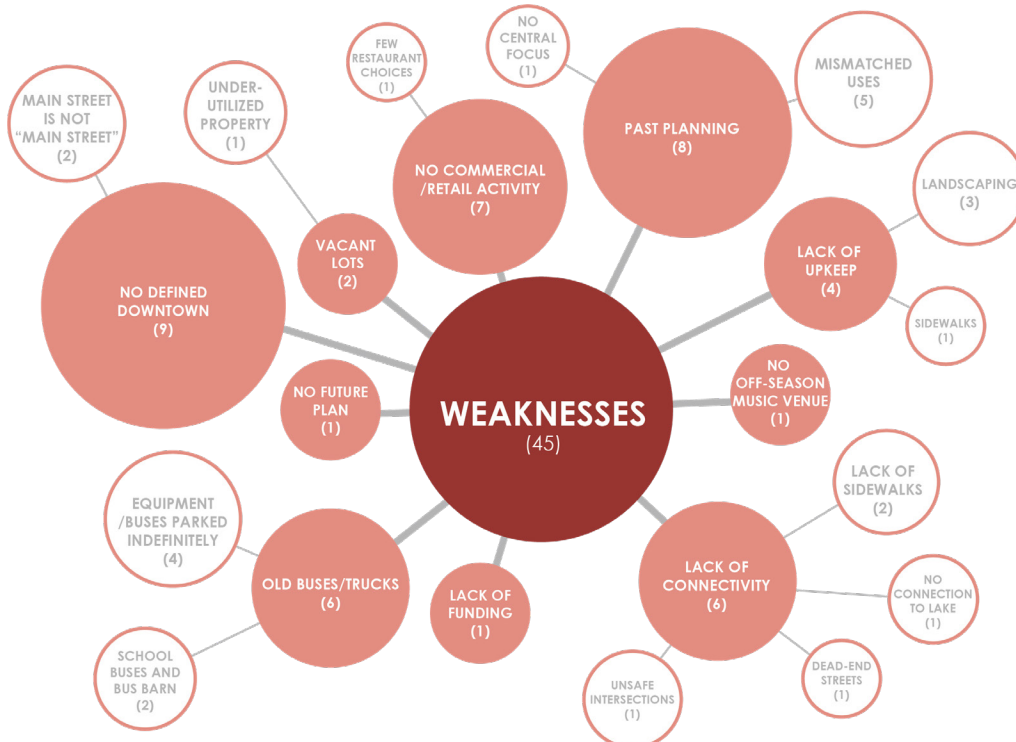 NO
CENTRAL
FOCUS
(1)
FEW
RESTAURANT
CHOICES
(1)
MISMATCHED
USES
(5)
UNDER-
UTILIZED
PROPERTY
(1)
MAIN STREET
IS NOT
“MAIN STREET”
(2)
PAST PLANNING
(8)
NO COMMERCIAL
/RETAIL ACTIVITY
(7)
LANDSCAPING
(3)
VACANT
LOTS
(2)
LACK OF
UPKEEP
(4)
NO DEFINED
DOWNTOWN
(9)
SIDEWALKS
(1)
NO FUTURE
PLAN
(1)
NO
OFF-SEASON
MUSIC VENUE
(1)
WEAKNESSES
(45)
EQUIPMENT
/BUSES PARKED
INDEFINITELY
(4)
LACK OF
SIDEWALKS
(2)
OLD BUSES/TRUCKS
(6)
LACK OF
FUNDING
(1)
LACK OF
CONNECTIVITY
(6)
NO
CONNECTION
TO LAKE
(1)
SCHOOL
BUSES AND
BUS BARN
(2)
UNSAFE
INTERSECTIONS
(1)
DEAD-END
STREETS
(1)